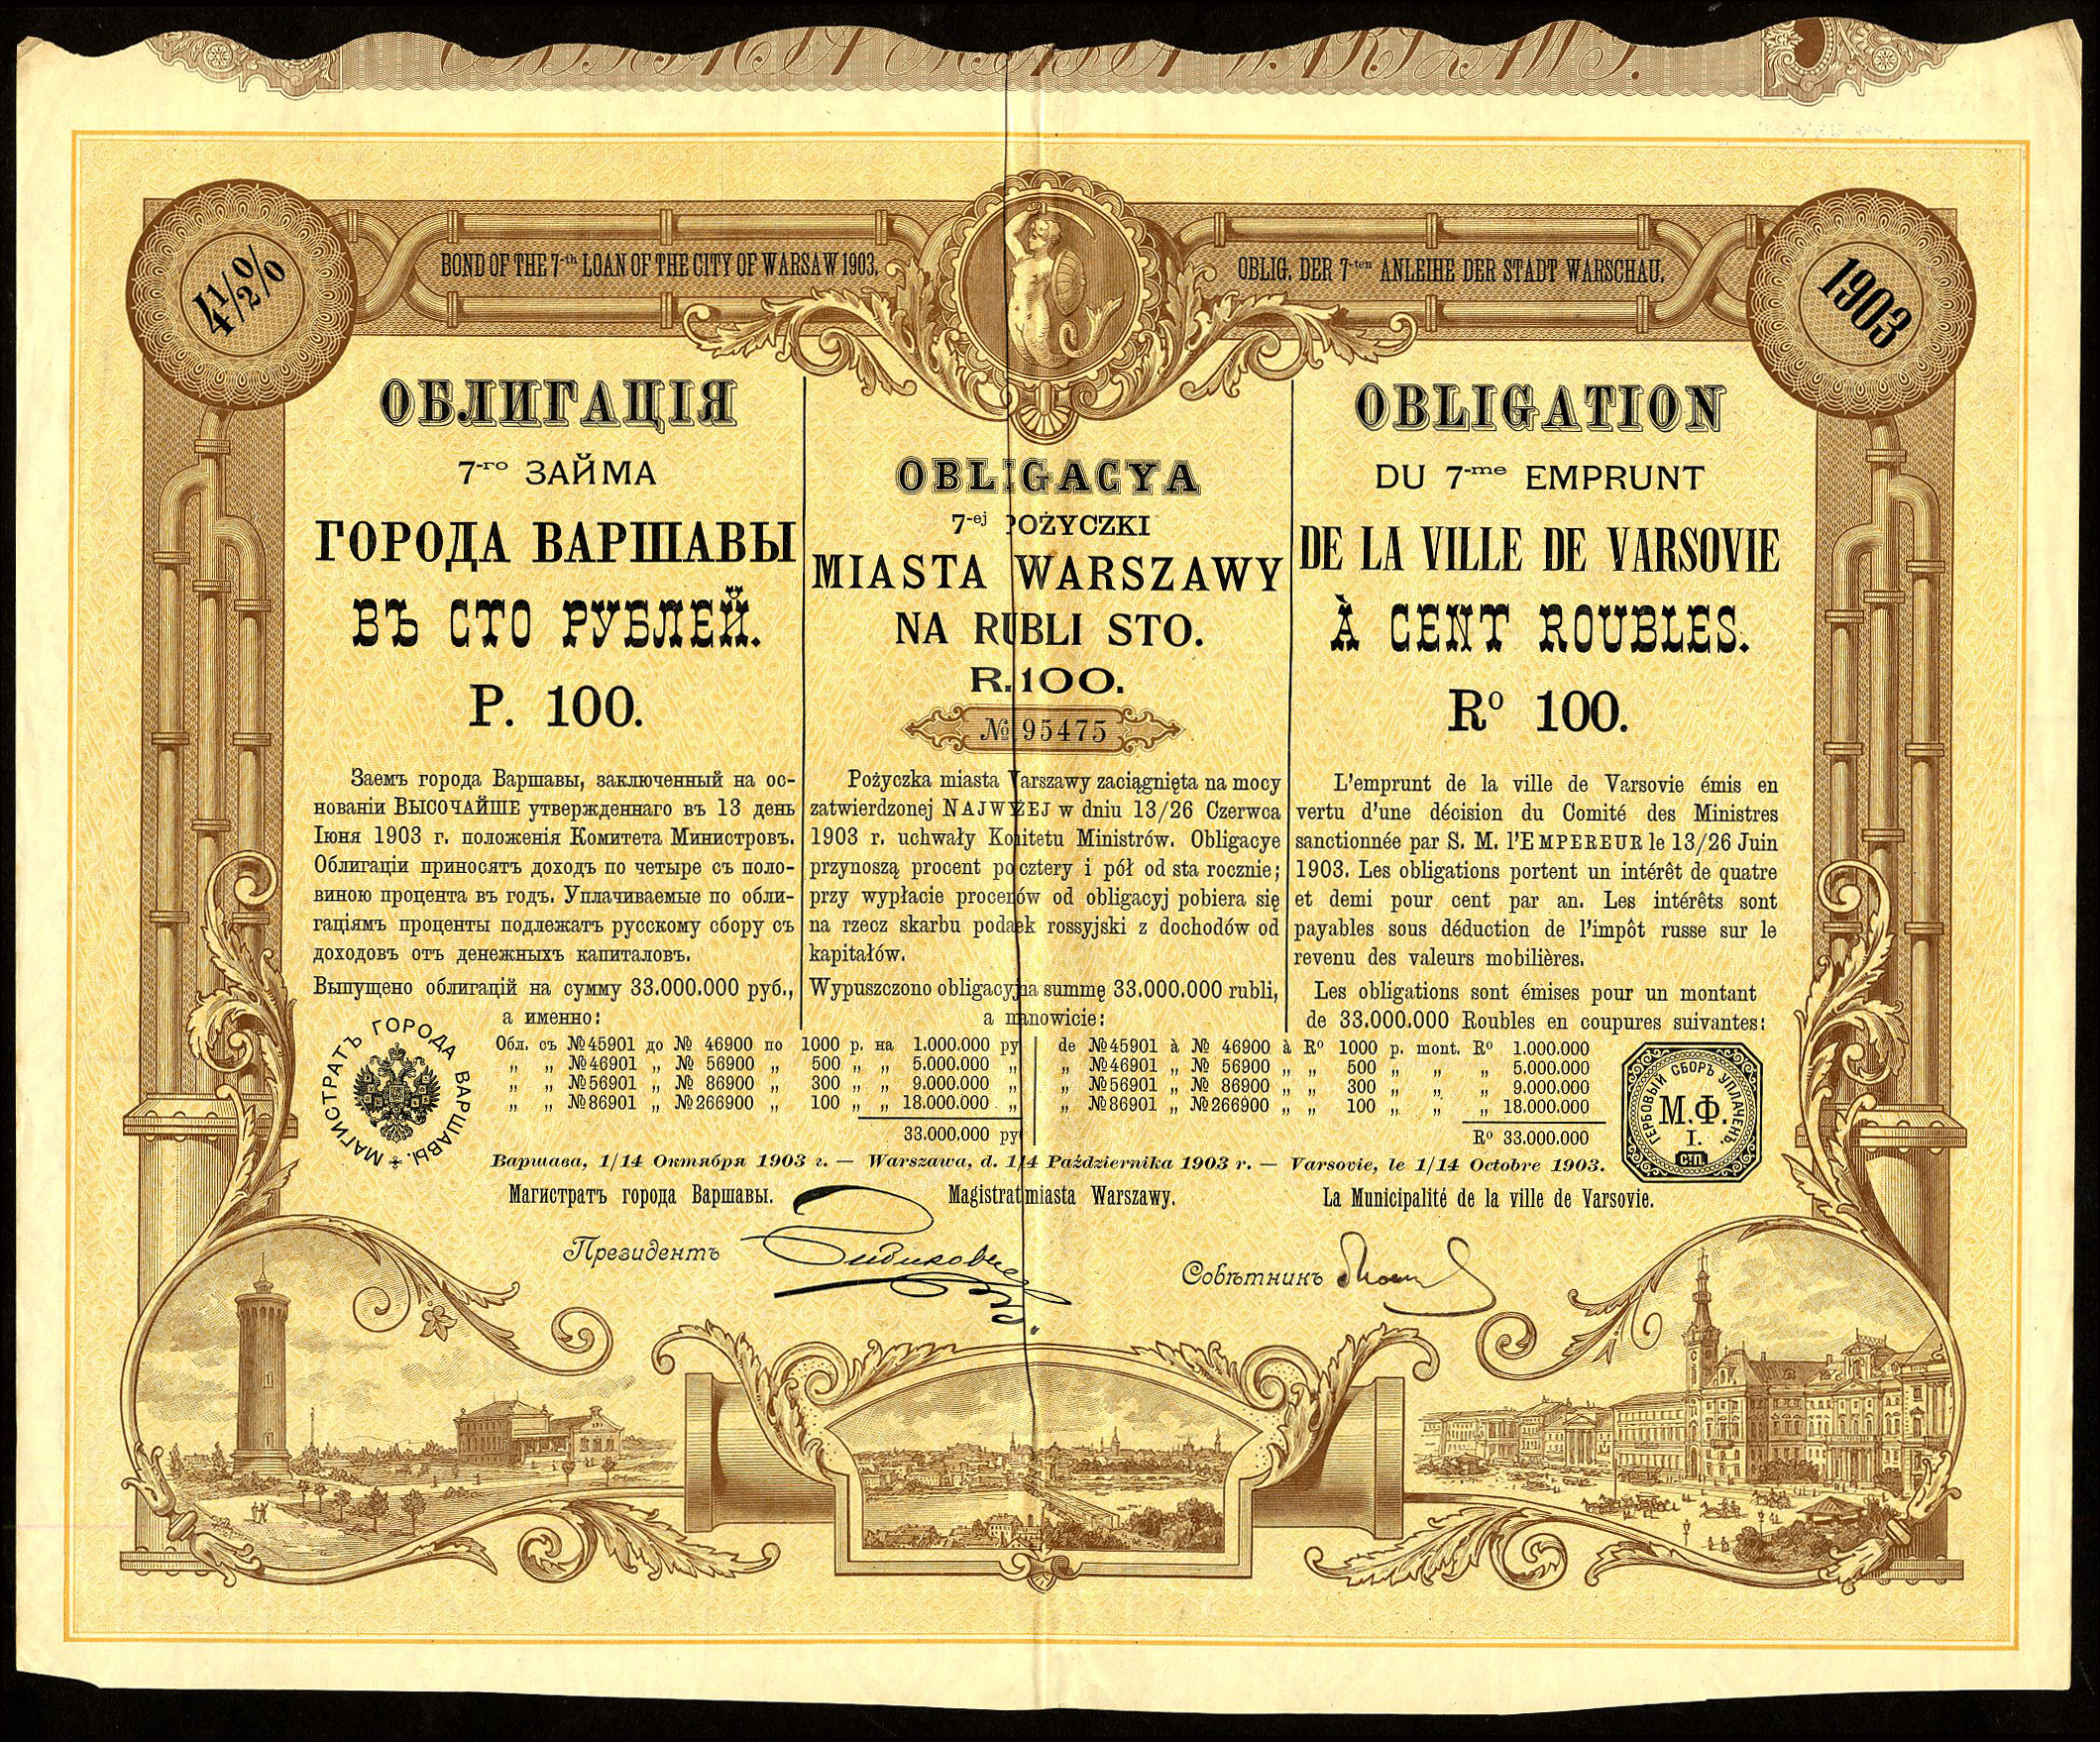 4½%
BOND OF THE 7-th LOAN OF THE CITY OF WARSAW 1903.
OBLIG. DER 7-ten ANLEIHE DER STADT WARSCHAU.
1903
ОБЛИГАЦІЯ
7-го ЗАЙМА
ГОРОДА ВАРШАВЫ
ВЪ СТО РУБЛЕЙ.
Р. 100.
Заемъ города Варшавы, заключенный на ос-
нованіи ВЫСОЧАЙШЕ утвержденнаго въ 13 день
Іюня 1903 г. положенія Комитета Министровъ.
Облигаціи приносятъ доходъ по четыре съ поло-
виною процента въ годъ. Уплачиваемые по обли-
гаціямъ проценты подлежатъ русскому сбору съ
доходовъ отъ денежныхъ капиталовъ.
Выпущено облигацій на сумму 33.000.000 руб.,
а именно:
OBLIGACYA
7-ej POŻYCZKI
MIASTA WARSZAWY
NA RUBLI STO.
R. 100.
№ 95475
Pożyczka miasta Warszawy zaciągnięta na mocy
zatwierdzonej NAJWYŻEJ w dniu 13/26 Czerwca
1903 r. uchwały Komitetu Ministrów. Obligacye
przynoszą procent po cztery i pół od sta rocznie;
przy wypłacie procentów od obligacyj pobiera się
na rzecz skarbu podatek rossyjski z dochodów od
kapitałów.
Wypuszczono obligacyj na summę 33.000.000 rubli,
a mianowicie:
OBLIGATION
DU 7-me EMPRUNT
DE LA VILLE DE VARSOVIE
À CENT ROUBLES.
Rº 100.
L'emprunt de la ville de Varsovie émis en
vertu d'une décision du Comité des Ministres
sanctionnée par S. M. l'EMPEREUR le 13/26 Juin
1903. Les obligations portent un intérêt de quatre
et demi pour cent par an. Les intérêts sont
payables sous déduction de l'impôt russe sur le
revenu des valeurs mobilières.
Les obligations sont émises pour un montant
de 33.000.000 Roubles en coupures suivantes:
МАГИСТРАТЪ ГОРОДА ВАРШАВЫ.
Обл. съ №45901 до № 46900 по 1000 р. на 1.000.000 ру
„ „ №46901 „ № 56900 „ 500 „ „ 5.000.000 „
„ „ №56901 „ № 86900 „ 300 „ „ 9.000.000 „
„ „ №86901 „ №266900 „ 100 „ „ 18.000.000 „
33.000.000 ру
de №45901 à № 46900 à Rº 1000 p. mont. Rº 1.000.000
„ №46901 „ № 56900 „ „ 500 „ „ „ 5.000.000
„ №56901 „ № 86900 „ „ 300 „ „ „ 9.000.000
„ №86901 „ №266900 „ „ 100 „ „ „ 18.000.000
Rº 33.000.000
ГЕРБОВЫЙ СБОРЪ УПЛАЧЕНЪ.
М.Ф.
I.
С.П.
Варшава, 1/14 Октября 1903 г. — Warszawa, d. 1/14 Października 1903 r. — Varsovie, le 1/14 Octobre 1903.
Магистратъ города Варшавы.
Magistrat miasta Warszawy.
La Municipalité de la ville de Varsovie.
Президентъ
Совѣтникъ